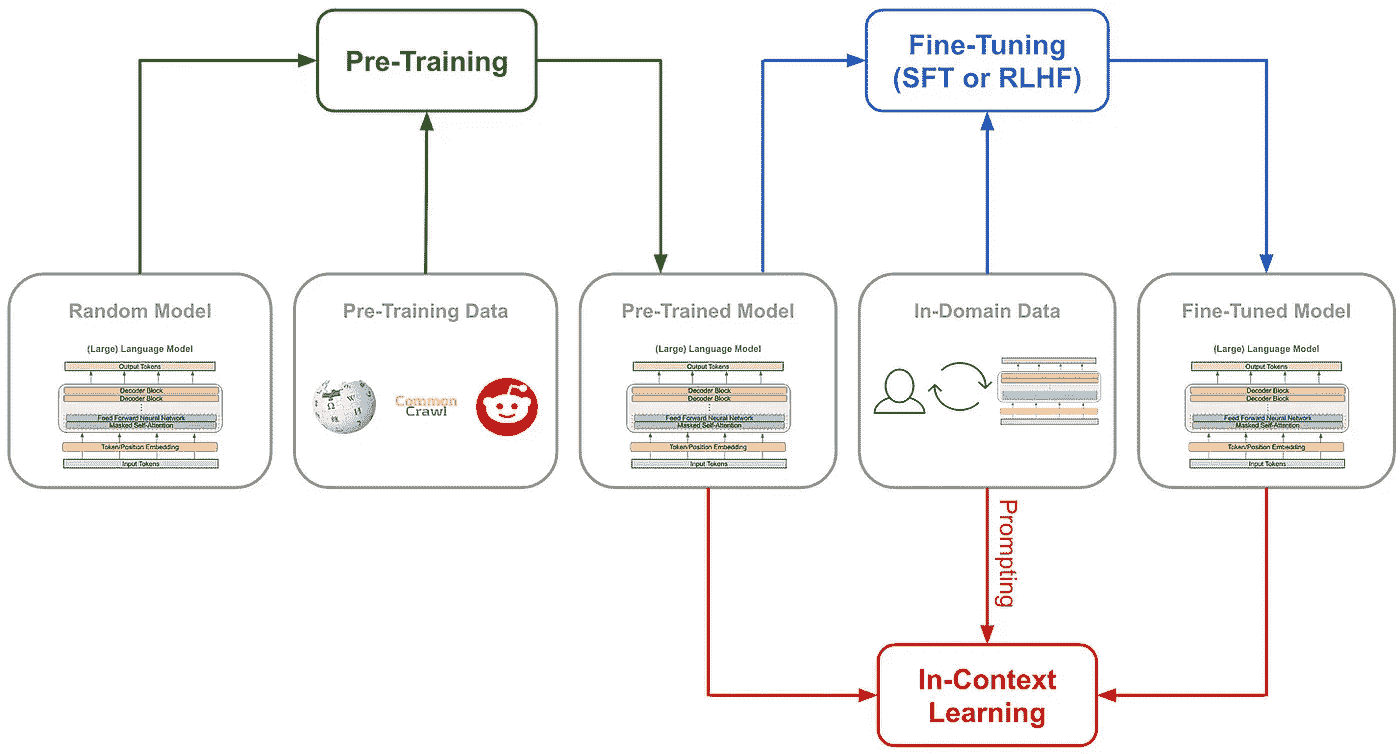 Pre-Training
Fine-Tuning
(SFT or RLHF)
Random Model
(Large) Language Model
Output Tokens
Decoder Block
Decoder Block
Feed Forward Neural Network
Masked Self-Attention
Token/Position Embedding
Input Tokens
Pre-Training Data
Common
Crawl
Pre-Trained Model
(Large) Language Model
Output Tokens
Decoder Block
Decoder Block
Feed Forward Neural Network
Masked Self-Attention
Token/Position Embedding
Input Tokens
In-Domain Data
Fine-Tuned Model
(Large) Language Model
Output Tokens
Decoder Block
Decoder Block
Feed Forward Neural Network
Masked Self-Attention
Token/Position Embedding
Input Tokens
Prompting
In-Context
Learning